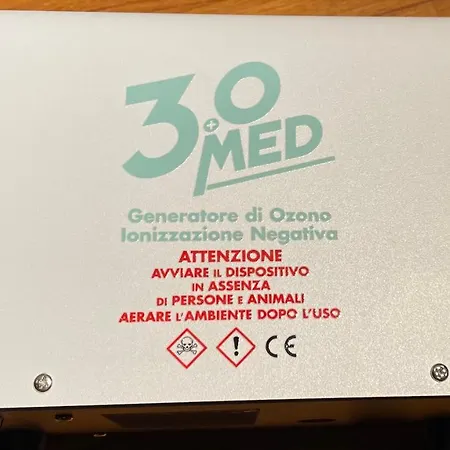 3.O
MED
Generatore di Ozono
Ionizzazione Negativa
ATTENZIONE
AVVIARE IL DISPOSITIVO
IN ASSENZA
DI PERSONE E ANIMALI
AERARE L'AMBIENTE DOPO L'USO
! CE